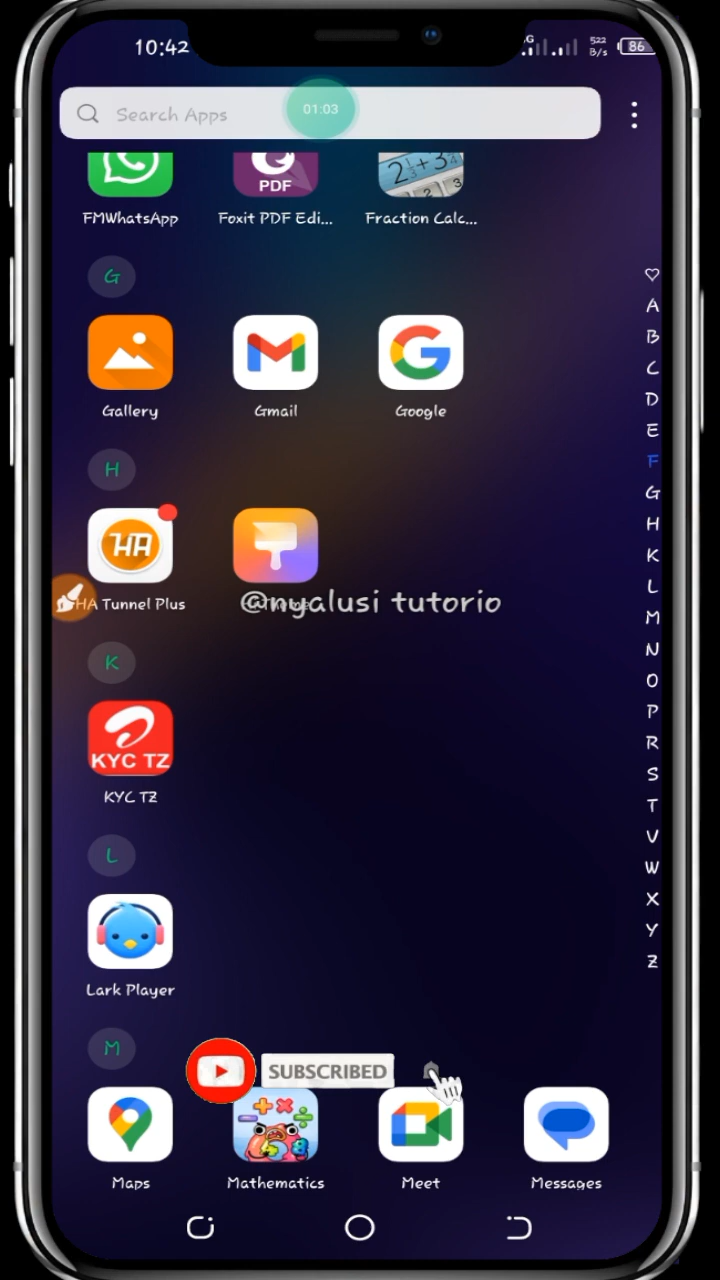 10:42
522
B/s
86
Search Apps
01:03
PDF
FMWhatsApp
Foxit PDF Edi...
Fraction Calc...
G
Gallery
Gmail
Google
H
HA
HA Tunnel Plus
@nyalusi tutorio
K
KYC TZ
KYC TZ
L
Lark Player
M
SUBSCRIBED
Maps
Mathematics
Meet
Messages
A
B
C
D
E
F
G
H
K
L
M
N
O
P
R
S
T
V
W
X
Y
Z